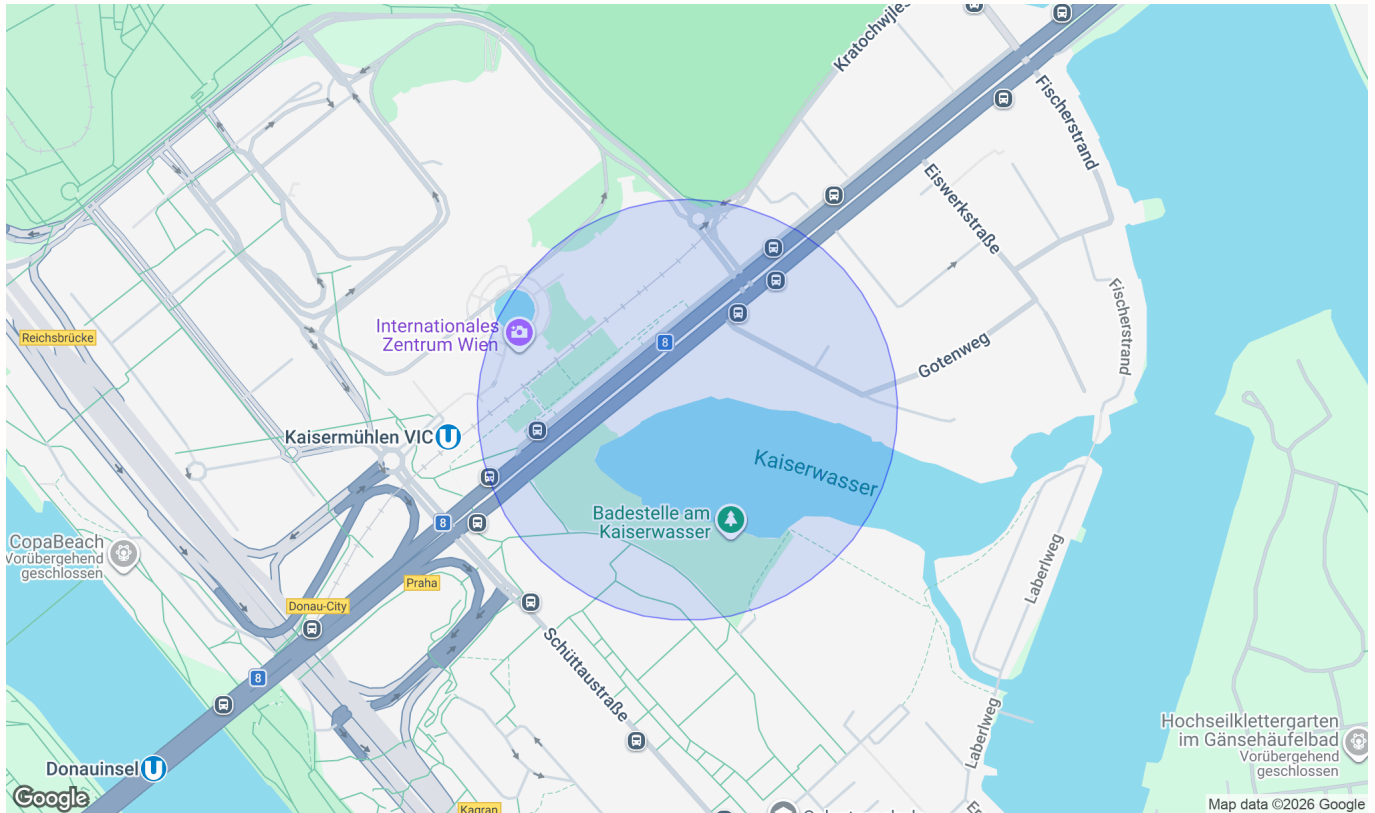 Kratochwjles
Fischerstrand
Eiswerkstraße
Fischerstrand
Reichsbrücke
Internationales
Zentrum Wien
8
Gotenweg
Kaisermühlen VIC
U
Kaiserwasser
Badestelle am
Kaiserwasser
8
CopaBeach
Vorübergehend
geschlossen
Praha
Donau-City
Laberlweg
Schüttaustraße
8
Laberlweg
Hochseilklettergarten
im Gänsehäufelbad
Vorübergehend
geschlossen
Donauinsel
U
Google
Kagran
Map data ©2026 Google